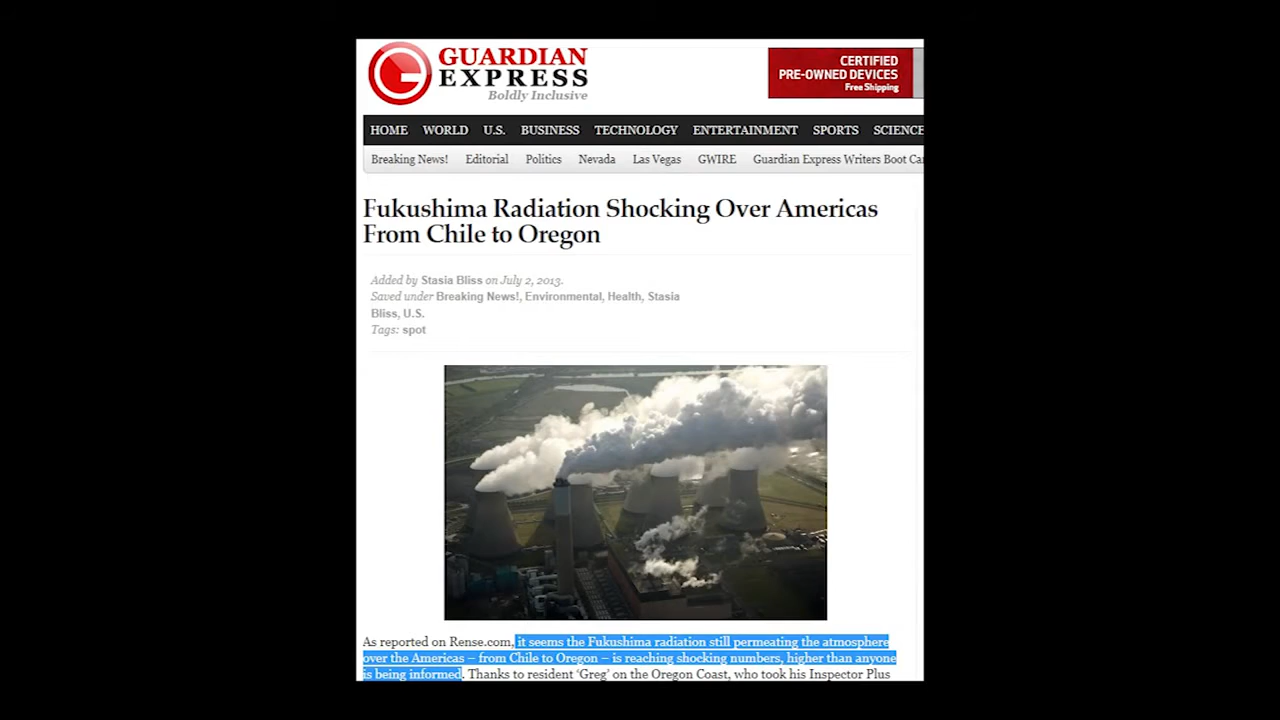 GUARDIAN
EXPRESS
Boldly Inclusive
CERTIFIED
PRE-OWNED DEVICES
Free Shipping
HOME WORLD U.S. BUSINESS TECHNOLOGY ENTERTAINMENT SPORTS SCIENCE
Breaking News! Editorial Politics Nevada Las Vegas GWIRE Guardian Express Writers Boot Ca
Fukushima Radiation Shocking Over Americas
From Chile to Oregon
Added by Stasia Bliss on July 2, 2013.
Saved under Breaking News!, Environmental, Health, Stasia
Bliss, U.S.
Tags: spot
As reported on Rense.com, it seems the Fukushima radiation still permeating the atmosphere
over the Americas – from Chile to Oregon – is reaching shocking numbers, higher than anyone
is being informed. Thanks to resident ‘Greg’ on the Oregon Coast, who took his Inspector Plus